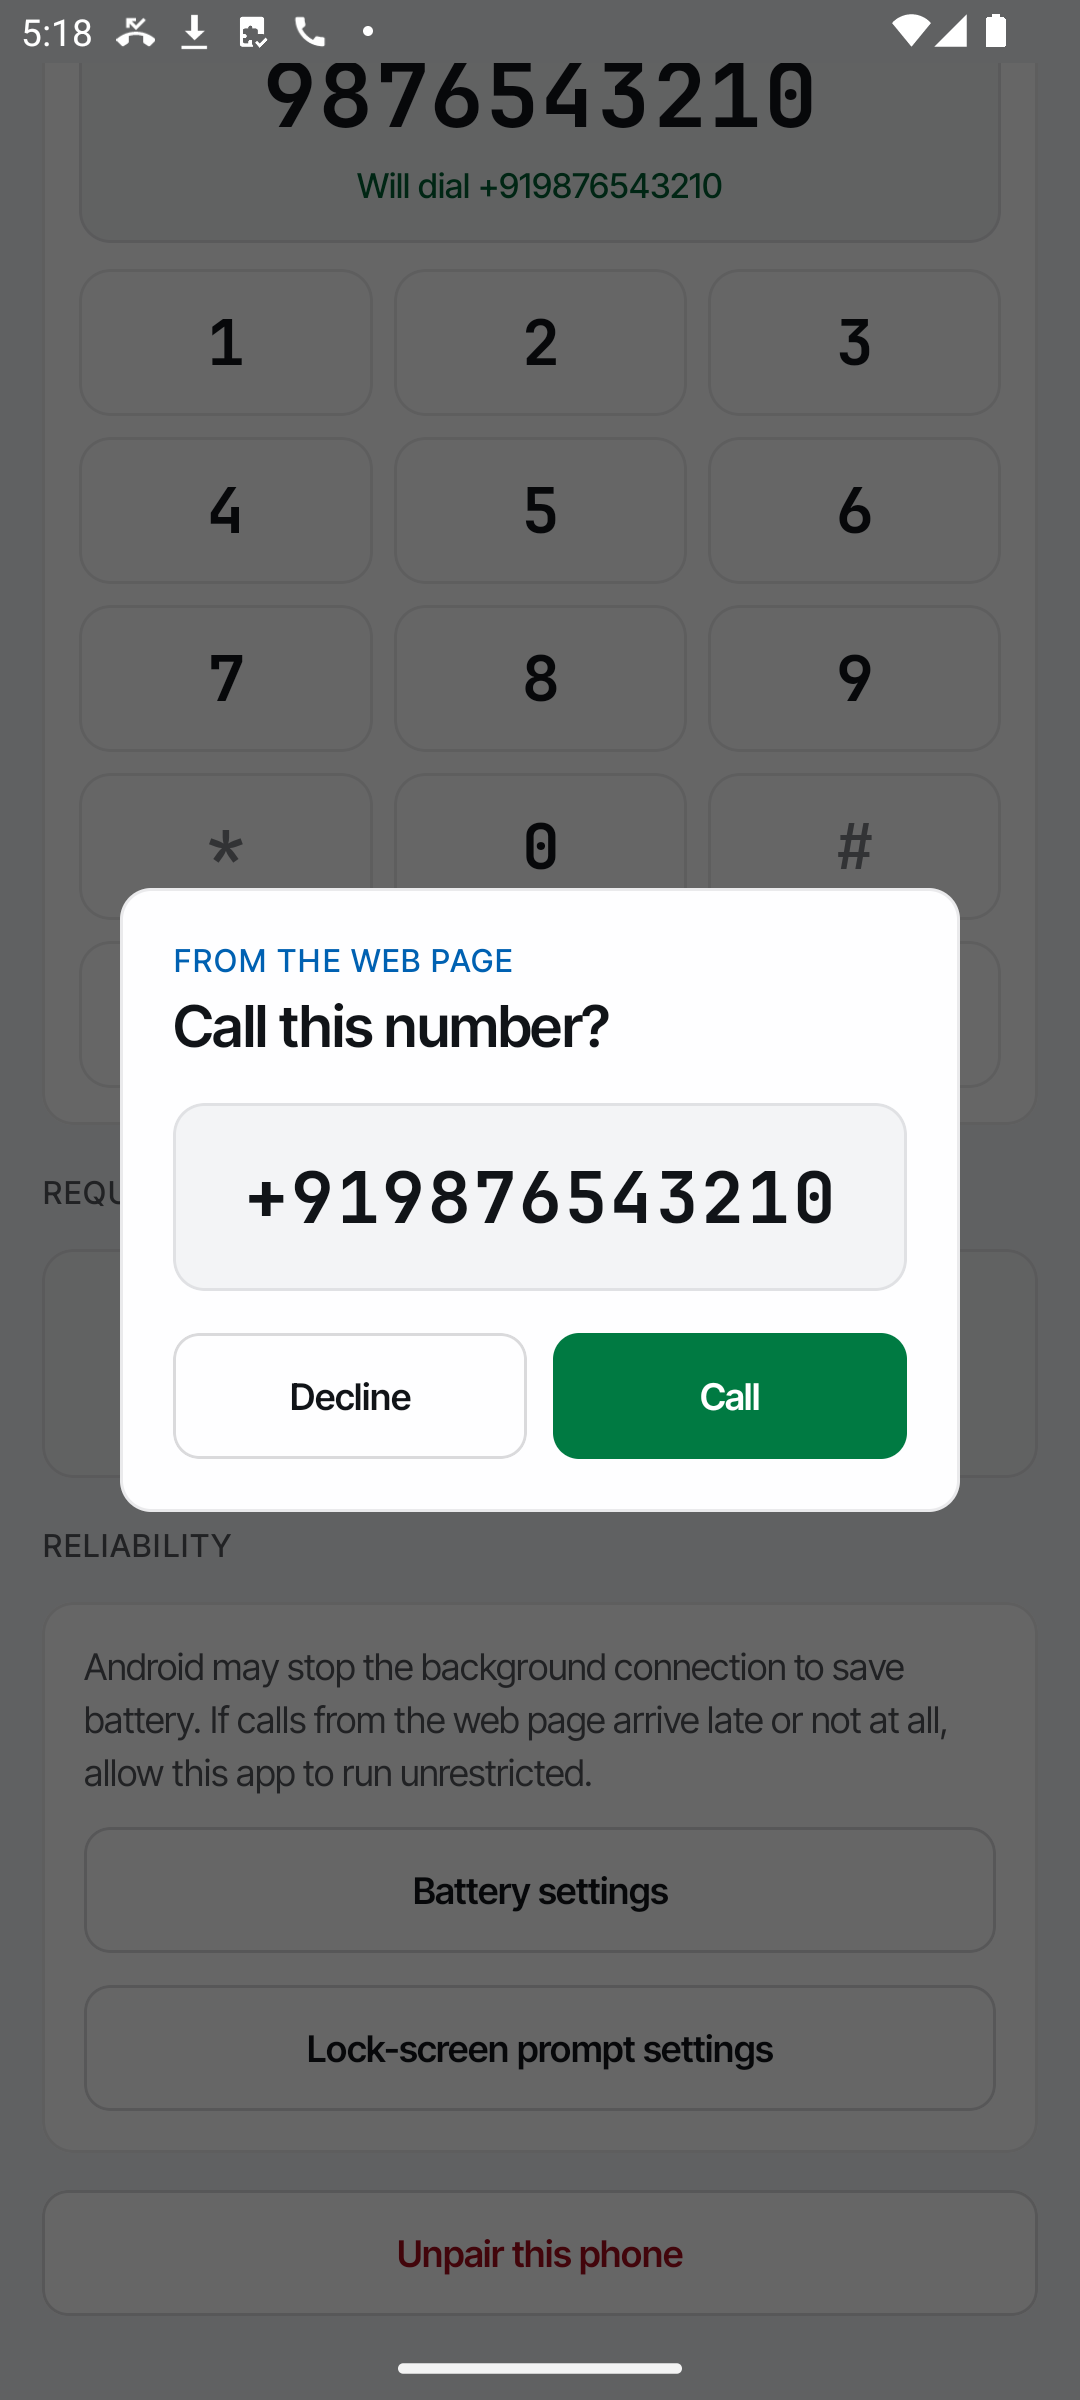 5:18
9876543210
Will dial +919876543210
1 2 3
4 5 6
7 8 9
* 0 #
FROM THE WEB PAGE
Call this number?
+919876543210
Decline Call
RELIABILITY
Android may stop the background connection to save
battery. If calls from the web page arrive late or not at all,
allow this app to run unrestricted.
Battery settings
Lock-screen prompt settings
Unpair this phone